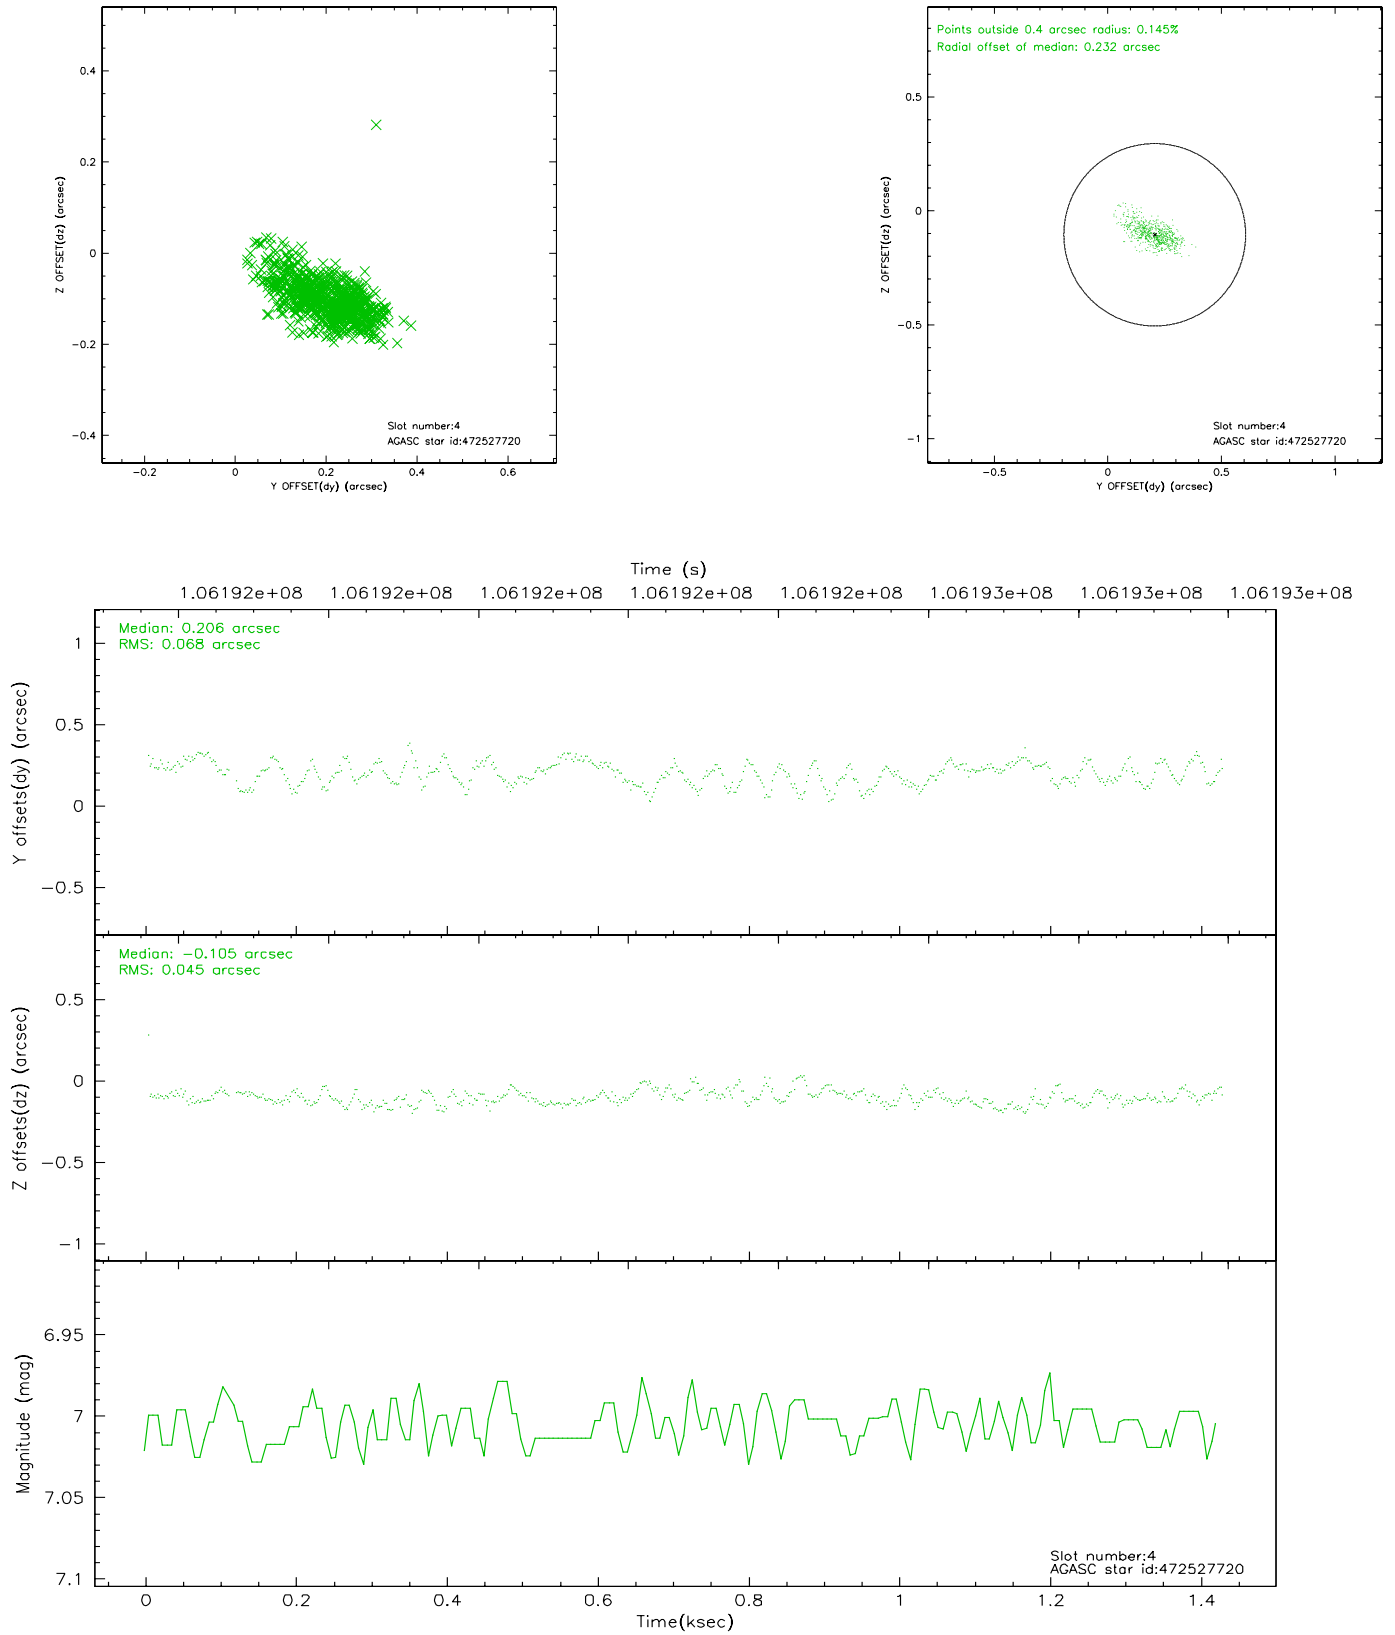 0.4
0.2
0
−0.2
−0.4
Z OFFSET(dz) (arcsec)
Slot number:4
AGASC star id:472527720
−0.2 0 0.2 0.4 0.6
Y OFFSET(dy) (arcsec)
Points outside 0.4 arcsec radius: 0.145%
Radial offset of median: 0.232 arcsec
0.5
0
−0.5
−1
Z OFFSET(dz) (arcsec)
Slot number:4
AGASC star id:472527720
−0.5 0 0.5 1
Y OFFSET(dy) (arcsec)
Time (s)
1.06192e+08 1.06192e+08 1.06192e+08 1.06192e+08 1.06192e+08 1.06193e+08 1.06193e+08 1.06193e+08
Median: 0.206 arcsec
RMS: 0.068 arcsec
1
0.5
0
−0.5
Y offsets(dy) (arcsec)
Median: −0.105 arcsec
RMS: 0.045 arcsec
0.5
0
−0.5
−1
Z offsets(dz) (arcsec)
6.95
7
7.05
7.1
Magnitude (mag)
Slot number:4
AGASC star id:472527720
0 0.2 0.4 0.6 0.8 1 1.2 1.4
Time(ksec)